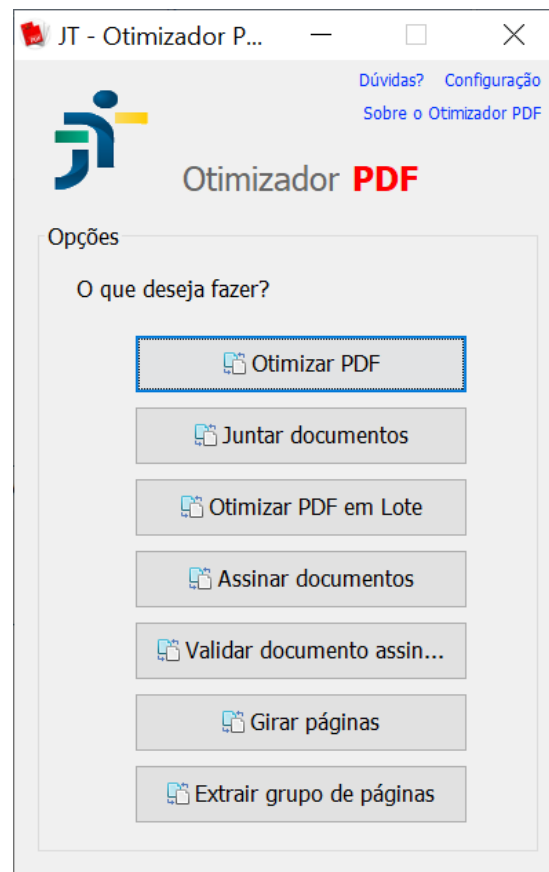 JT - Otimizador P...
Dúvidas? Configuração
Sobre o Otimizador PDF
Otimizador PDF
Opções
O que deseja fazer?
Otimizar PDF
Juntar documentos
Otimizar PDF em Lote
Assinar documentos
Validar documento assin...
Girar páginas
Extrair grupo de páginas